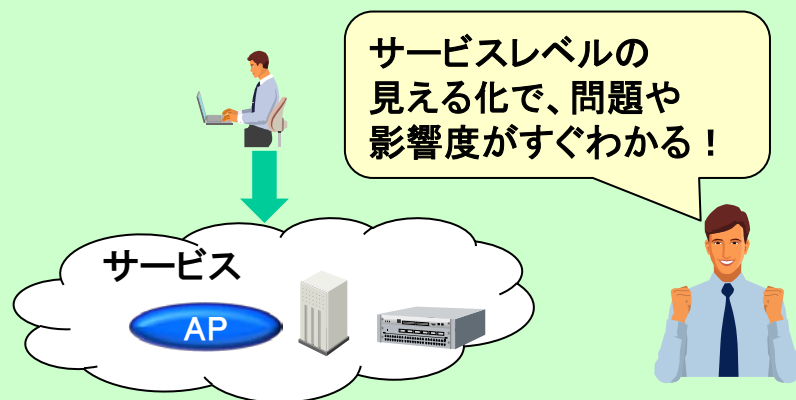 サービスレベルの
見える化で、問題や
影響度がすぐわかる！
サービス
AP